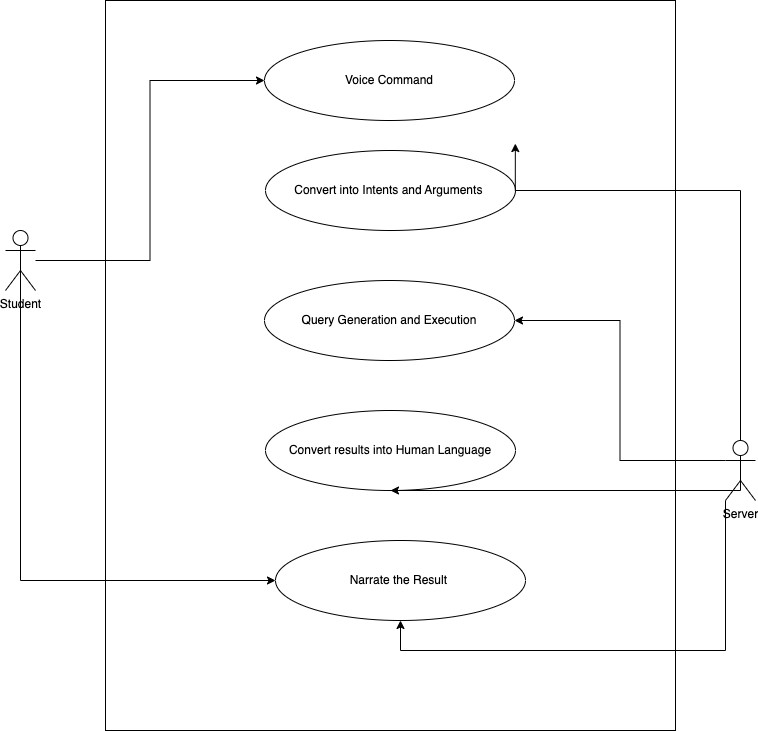 Voice Command
Convert into Intents and Arguments
Student
Query Generation and Execution
Convert results into Human Language
Server
Narrate the Result